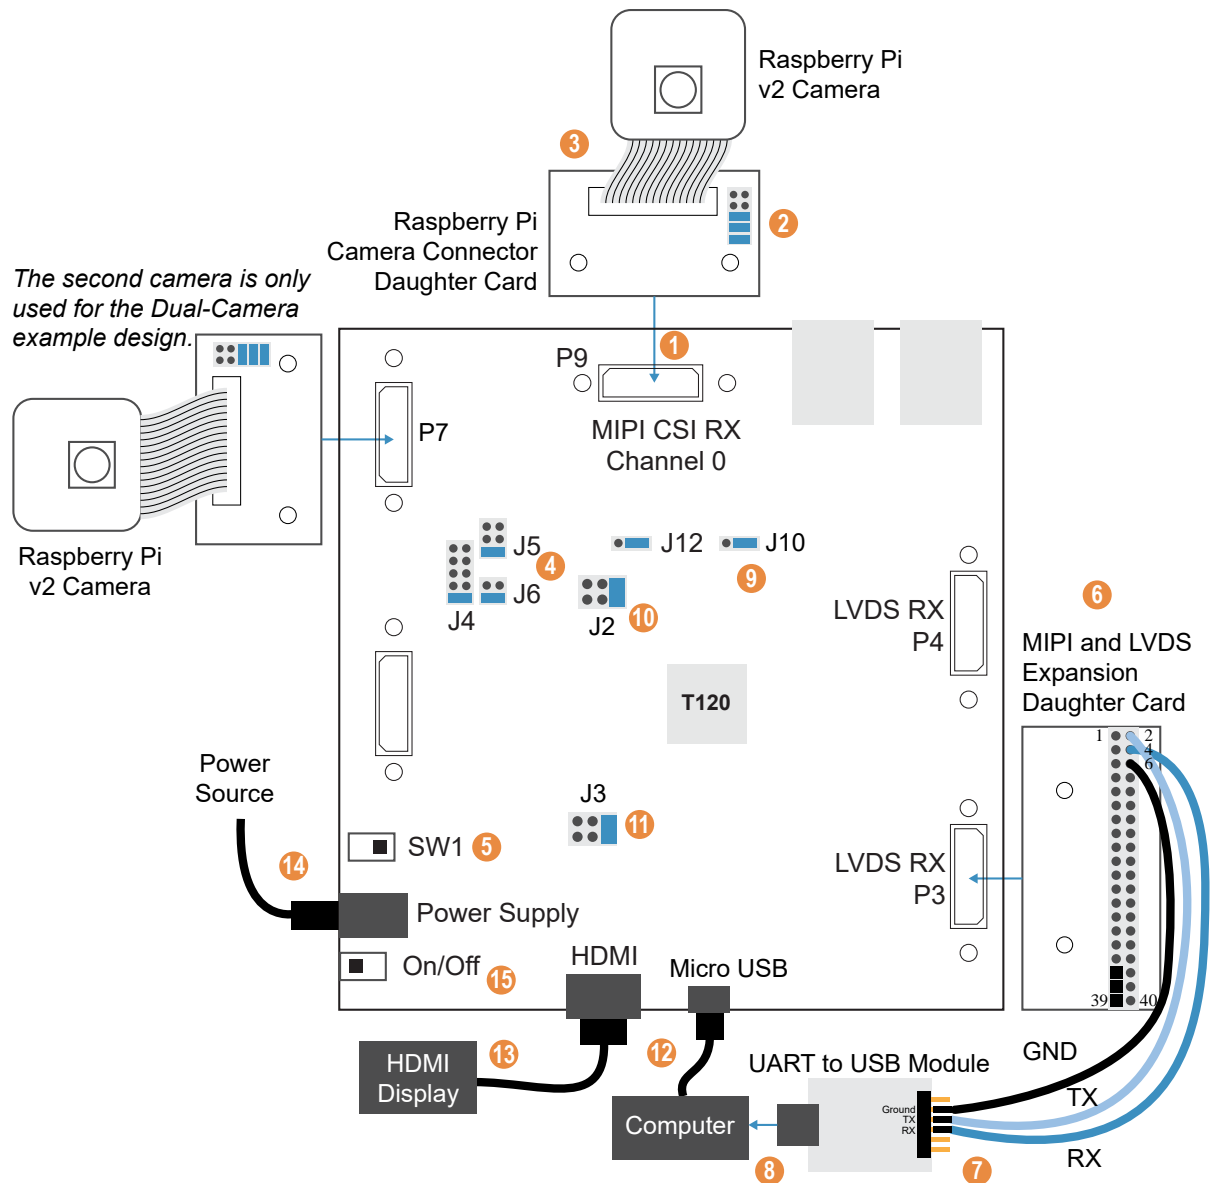 Raspberry Pi
v2 Camera
3
2
Raspberry Pi
Camera Connector
Daughter Card
The second camera is only
used for the Dual-Camera
example design.
1
P9
MIPI CSI RX
Channel 0
P7
Raspberry Pi
v2 Camera
J5
4
J6
J4
J12
J10
9
J2
10
LVDS RX
P4
6
MIPI and LVDS
Expansion
Daughter Card
T120
1
2
4
6
39
40
Power
Source
J3
11
SW1
5
14
LVDS RX
P3
Power Supply
On/Off
15
HDMI
Micro USB
13
HDMI
Display
12
Computer
8
UART to USB Module
Ground
TX
RX
7
GND
TX
RX